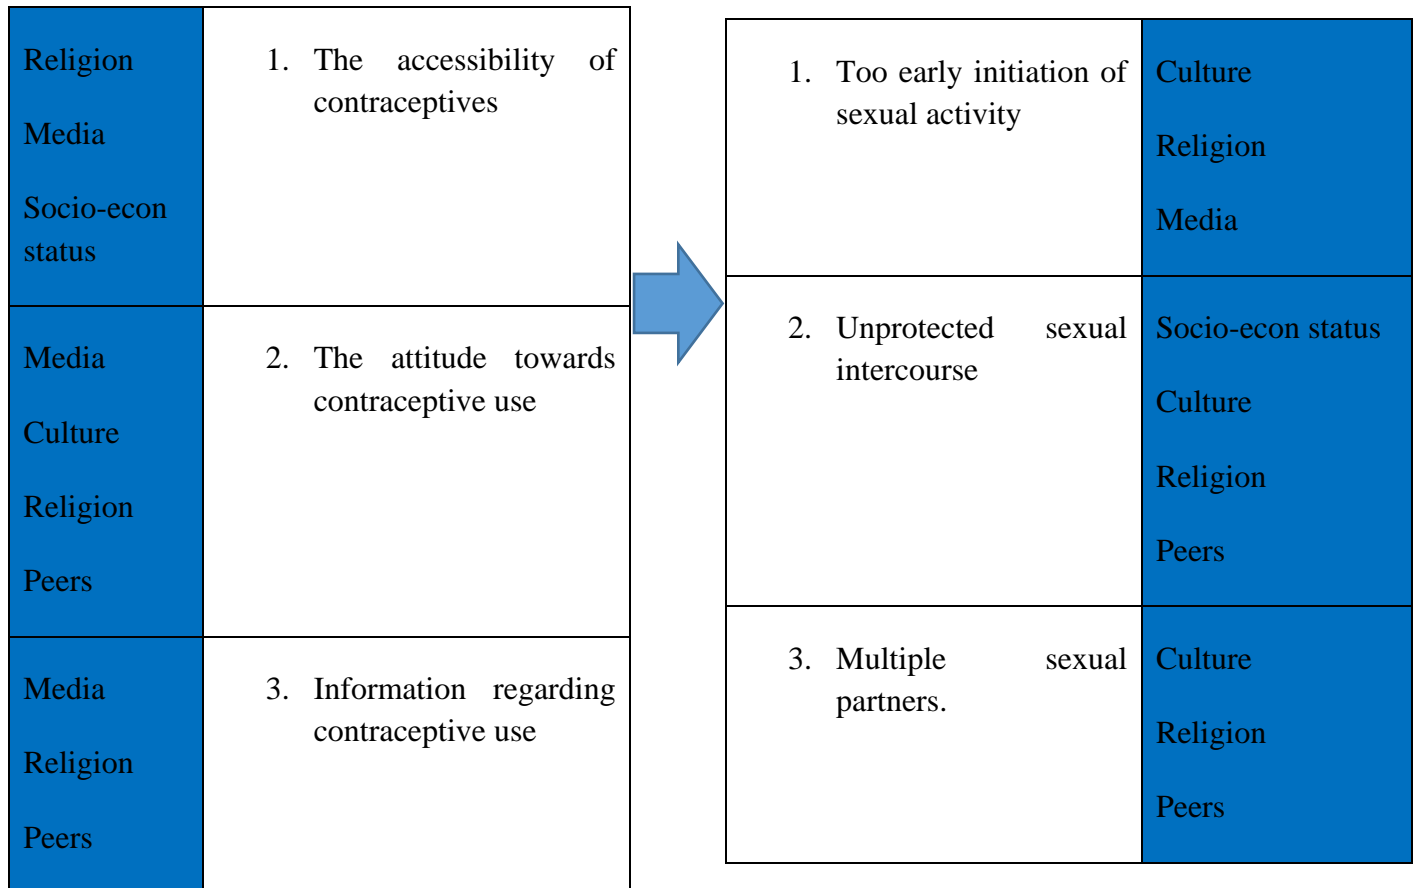 Religion
Media
Socio-econ
status
1. The accessibility of
contraceptives
Media
Culture
Religion
Peers
2. The attitude towards
contraceptive use
Media
Religion
Peers
3. Information regarding
contraceptive use
1. Too early initiation of
sexual activity
Culture
Religion
Media
2. Unprotected sexual
intercourse
Socio-econ status
Culture
Religion
Peers
3. Multiple sexual
partners.
Culture
Religion
Peers